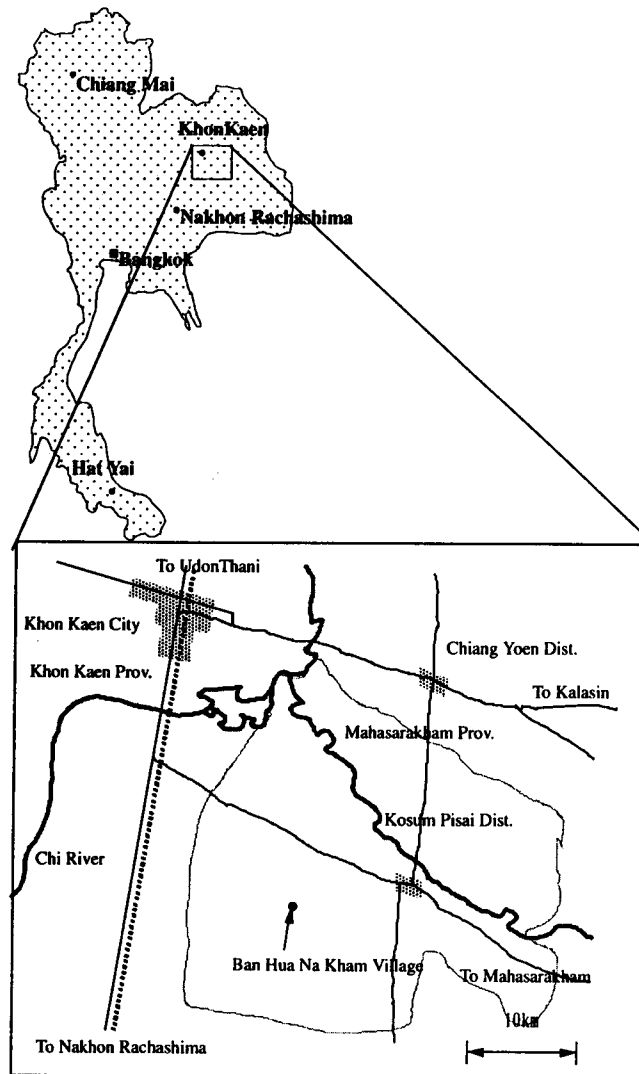 Chiang Mai
KhonKaen
Nakhon Rachashima
Bangkok
Hat Yai
To UdonThani
Khon Kaen City
Chiang Yoen Dist.
Khon Kaen Prov.
To Kalasin
Mahasarakham Prov.
Kosum Pisai Dist.
Chi River
Ban Hua Na Kham Village
To Mahasarakham
10km
To Nakhon Rachashima